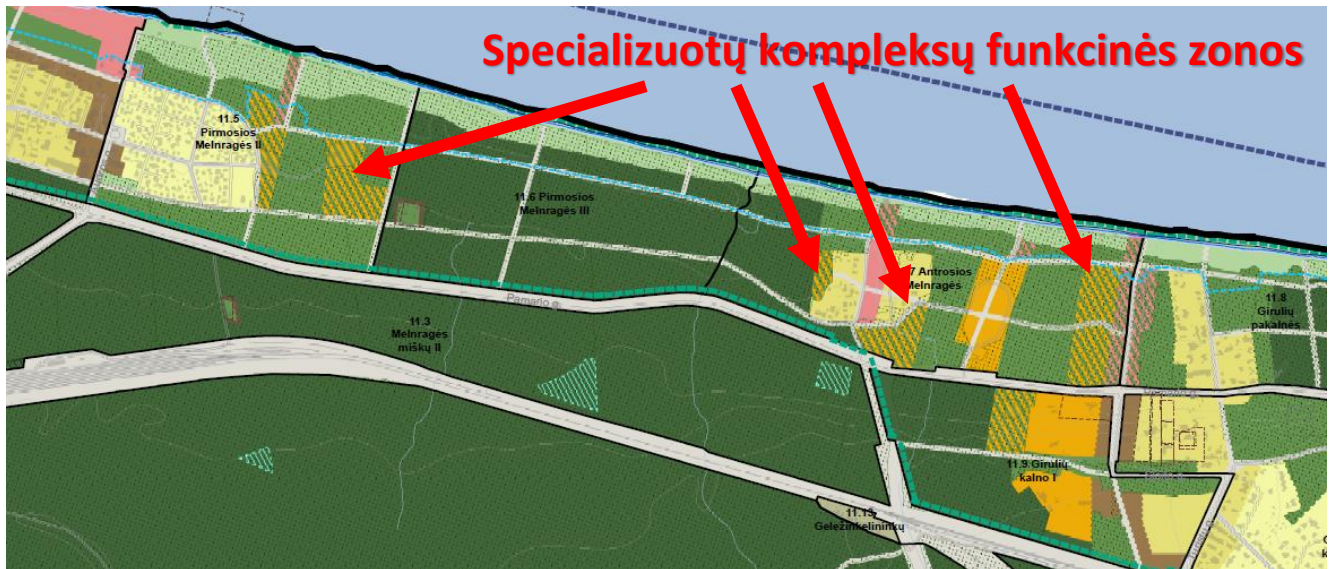 Specializuotų kompleksų funkcinės zonos
11.5
Pirmosios
Melnragės II
11.6 Pirmosios
Melnragės III
7 Antrosios
Melnragės
11.8
Girulių
pakalnės
Pamario g.
11.3
Melnragės
miškų II
11.9 Girulių
kalno I
11.13
Geležinkelininkų